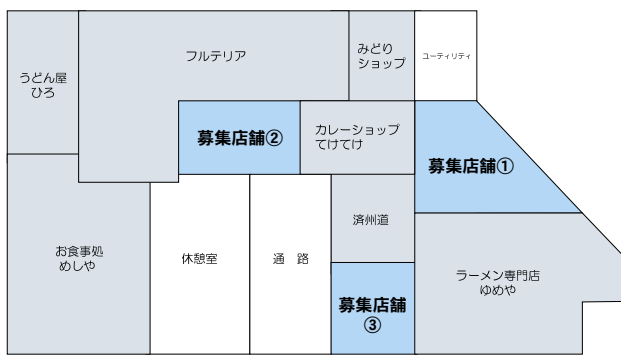 うどん屋
ひろ
フルテリア
みどり
ショップ
ユーティリティ
募集店舗②
カレーショップ
てけてけ
募集店舗①
お食事処
めしや
休憩室
通 路
済州道
募集店舗
③
ラーメン専門店
ゆめや